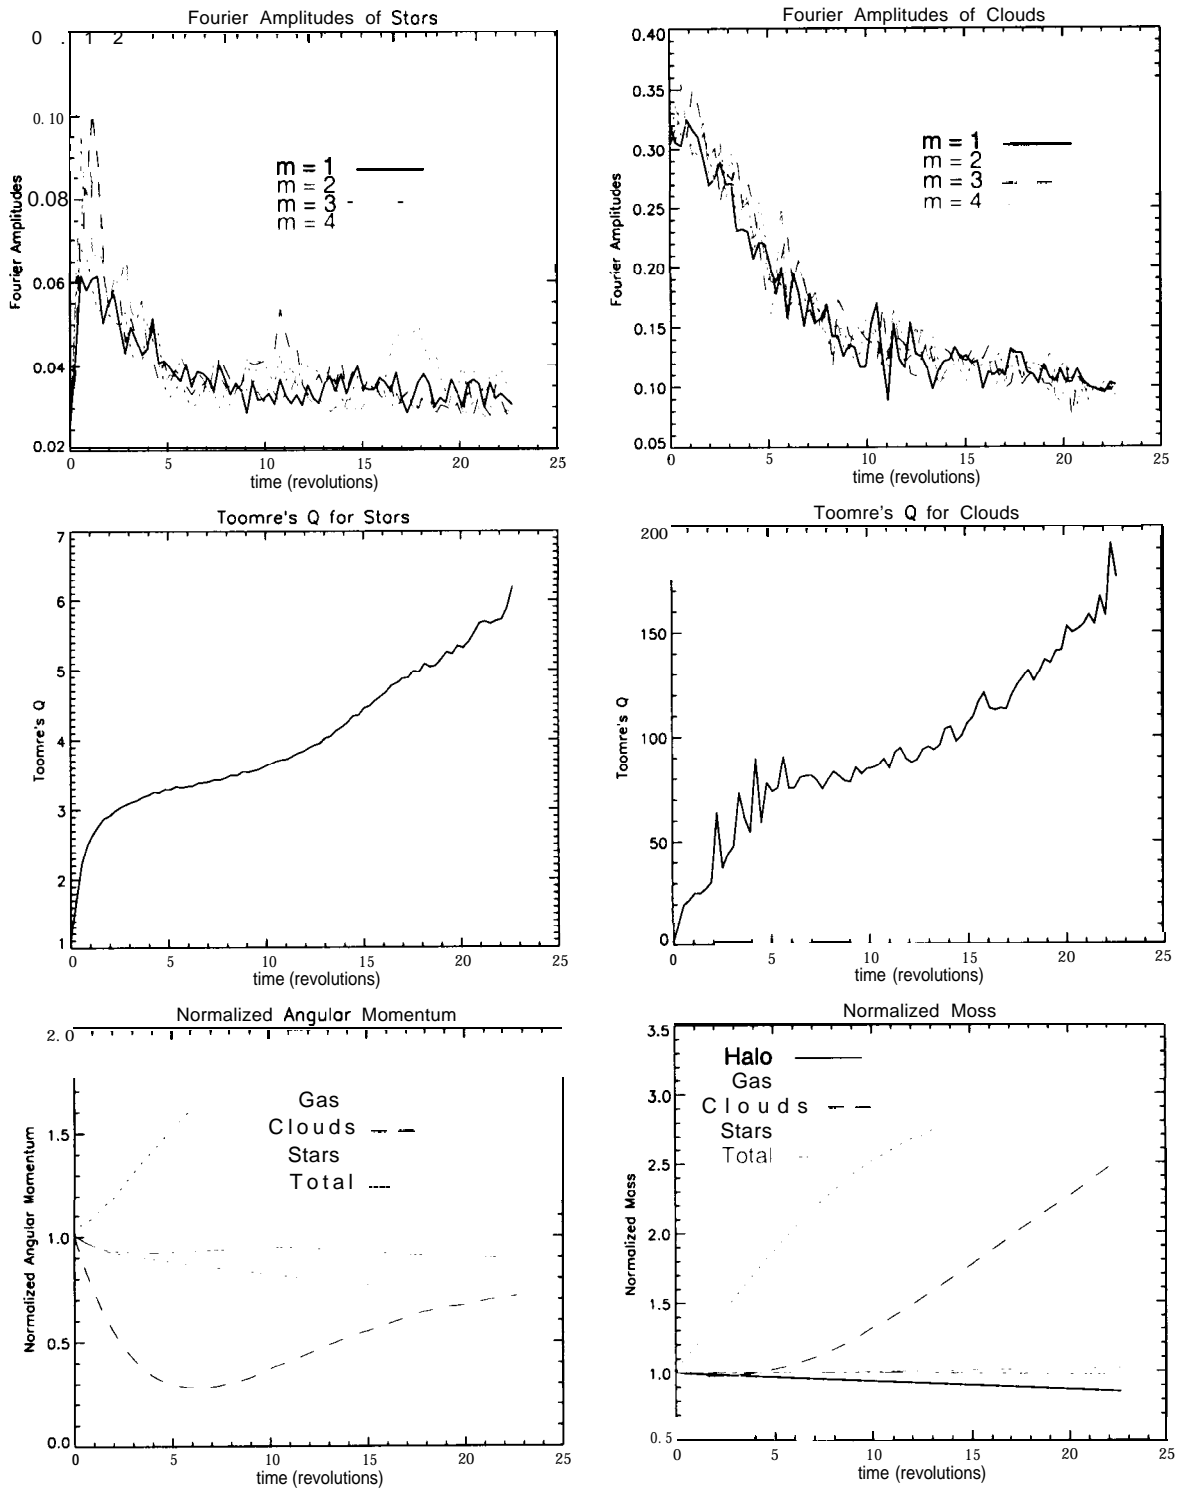 Fourier Amplitudes of Stars
0 . 1 2
0.10
0.08
0.06
0.04
0.02
Fourier Amplitudes
m = 1
m = 2
m = 3
m = 4
0 5 10 15 20 25
time (revolutions)
Fourier Amplitudes of Clouds
0.40
0.35
0.30
0.25
0.20
0.15
0.10
0.05
Fourier Amplitudes
m = 1
m = 2
m = 3
m = 4
0 5 10 15 20 25
time (revolutions)
Toomre's Q for Stars
7
6
5
4
3
2
1
Toomre's Q
0 5 10 15 20 25
time (revolutions)
Toomre's Q for Clouds
200
150
100
50
0
Toomre's Q
0 5 10 15 20 25
time (revolutions)
Normalized Angular Momentum
2.0
1.5
1.0
0.5
0.0
Normalized Angular Momentum
Gas
Clouds
Stars
Total
0 5 10 15 20 25
time (revolutions)
Normalized Moss
3.5
3.0
2.5
2.0
1.5
1.0
0.5
Normalized Mass
Halo
Gas
Clouds
Stars
Total
0 5 10 15 20 25
time (revolutions)